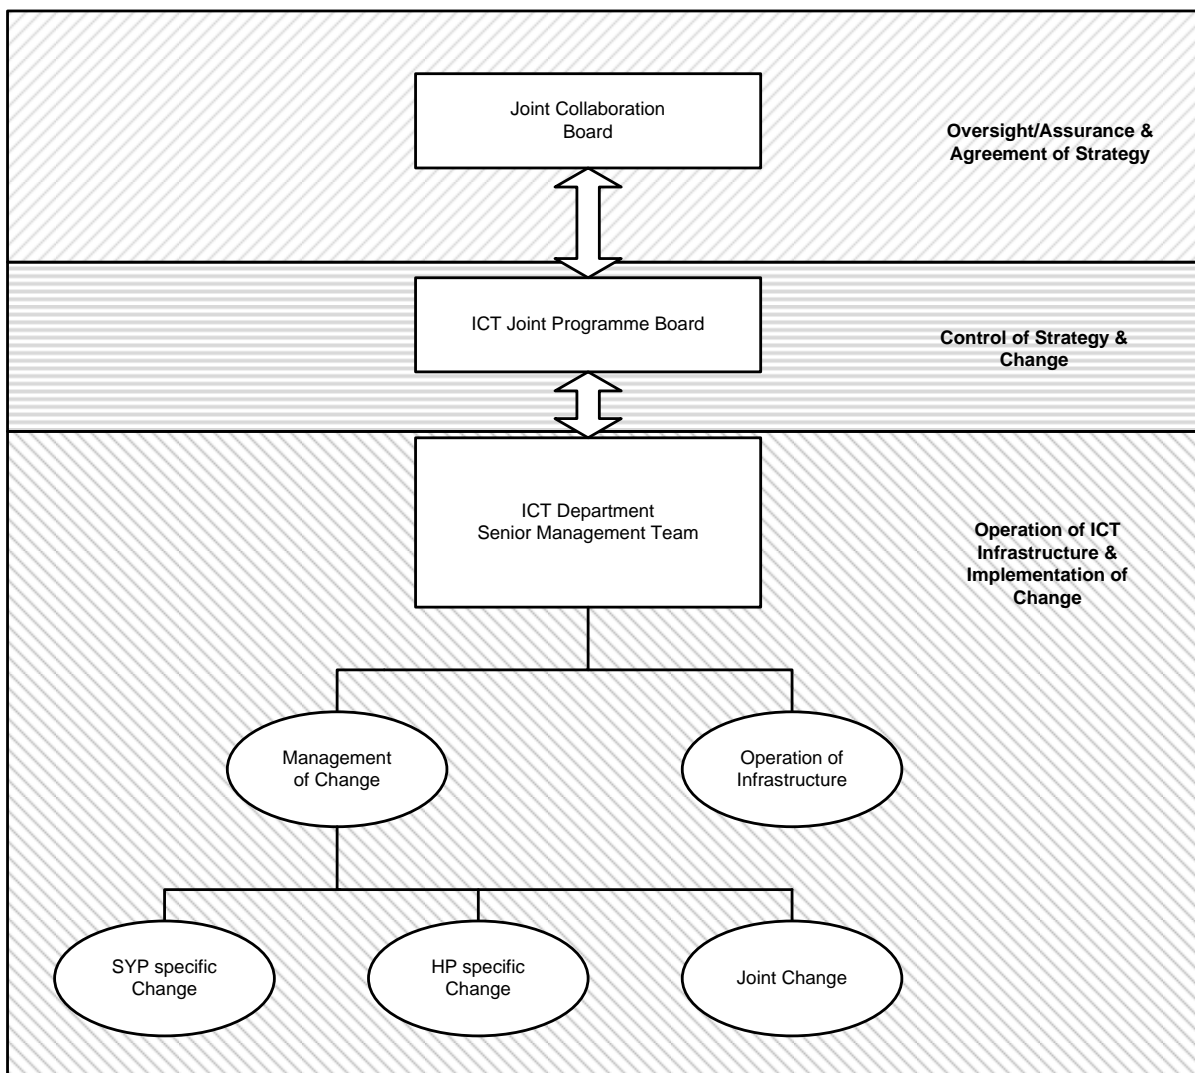 Joint Collaboration
Board
Oversight/Assurance &
Agreement of Strategy
ICT Joint Programme Board
Control of Strategy &
Change
ICT Department
Senior Management Team
Operation of ICT
Infrastructure &
Implementation of
Change
Management
of Change
Operation of
Infrastructure
SYP specific
Change
HP specific
Change
Joint Change